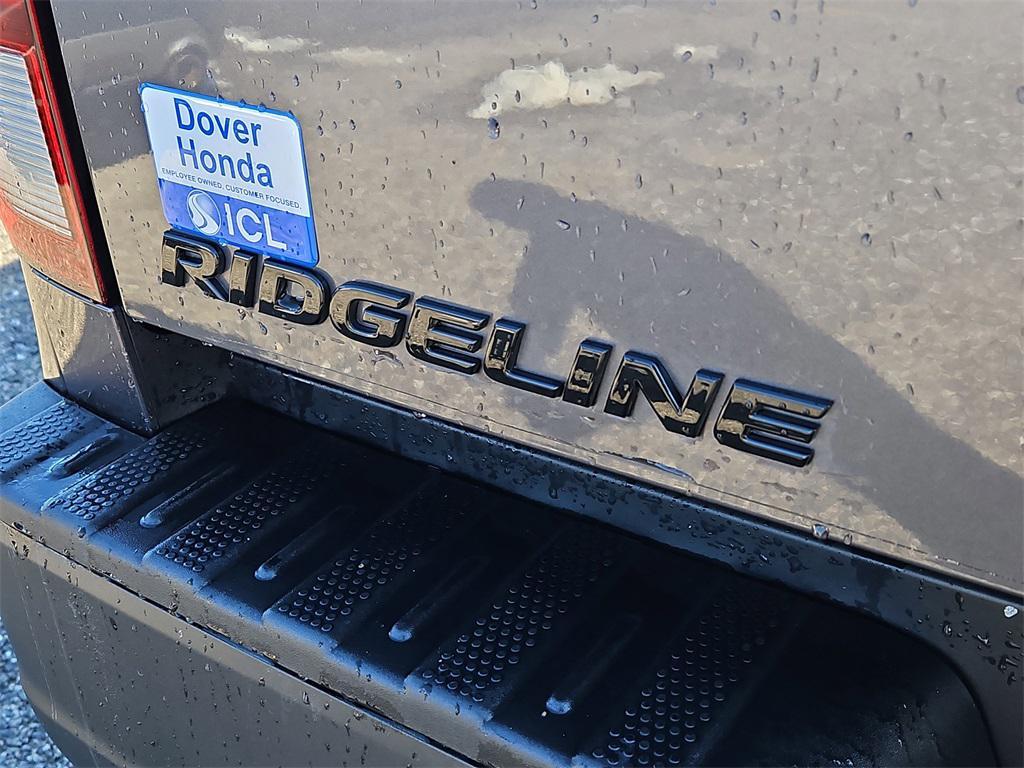 Dover
Honda
EMPLOYEE OWNED. CUSTOMER FOCUSED.
ICL
RIDGELINE